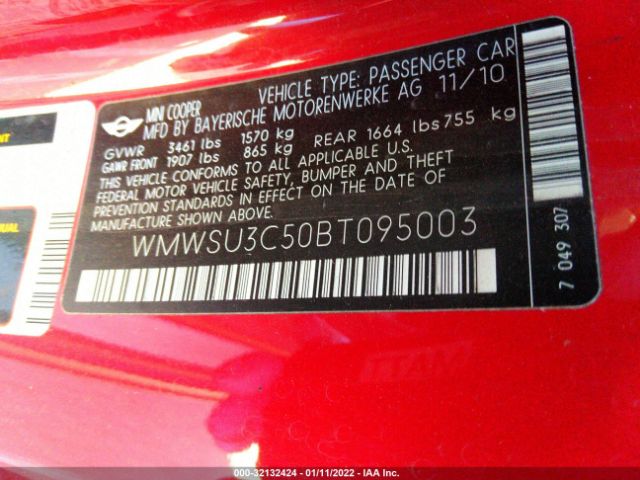 MINI COOPER VEHICLE TYPE: PASSENGER CAR
MFD BY BAYERISCHE MOTORENWERKE AG 11/10
GVWR 3461 lbs 1570 kg
GAWR FRONT 1907 lbs 865 kg REAR 1664 lbs 755 kg
THIS VEHICLE CONFORMS TO ALL APPLICABLE U.S.
FEDERAL MOTOR VEHICLE SAFETY, BUMPER AND THEFT
PREVENTION STANDARDS IN EFFECT ON THE DATE OF
MANUFACTURE SHOWN ABOVE.
WMWSU3C50BT095003
7 049 307
000-32132424 - 01/11/2022 - IAA Inc.